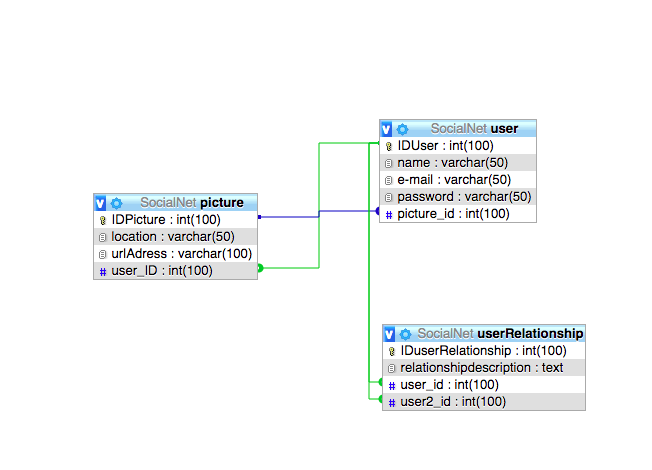 SocialNet user
IDUser : int(100)
name : varchar(50)
e-mail : varchar(50)
password : varchar(50)
picture_id : int(100)
SocialNet picture
IDPicture : int(100)
location : varchar(50)
urlAdress : varchar(100)
user_ID : int(100)
SocialNet userRelationship
IDuserRelationship : int(100)
relationshipdescription : text
user_id : int(100)
user2_id : int(100)